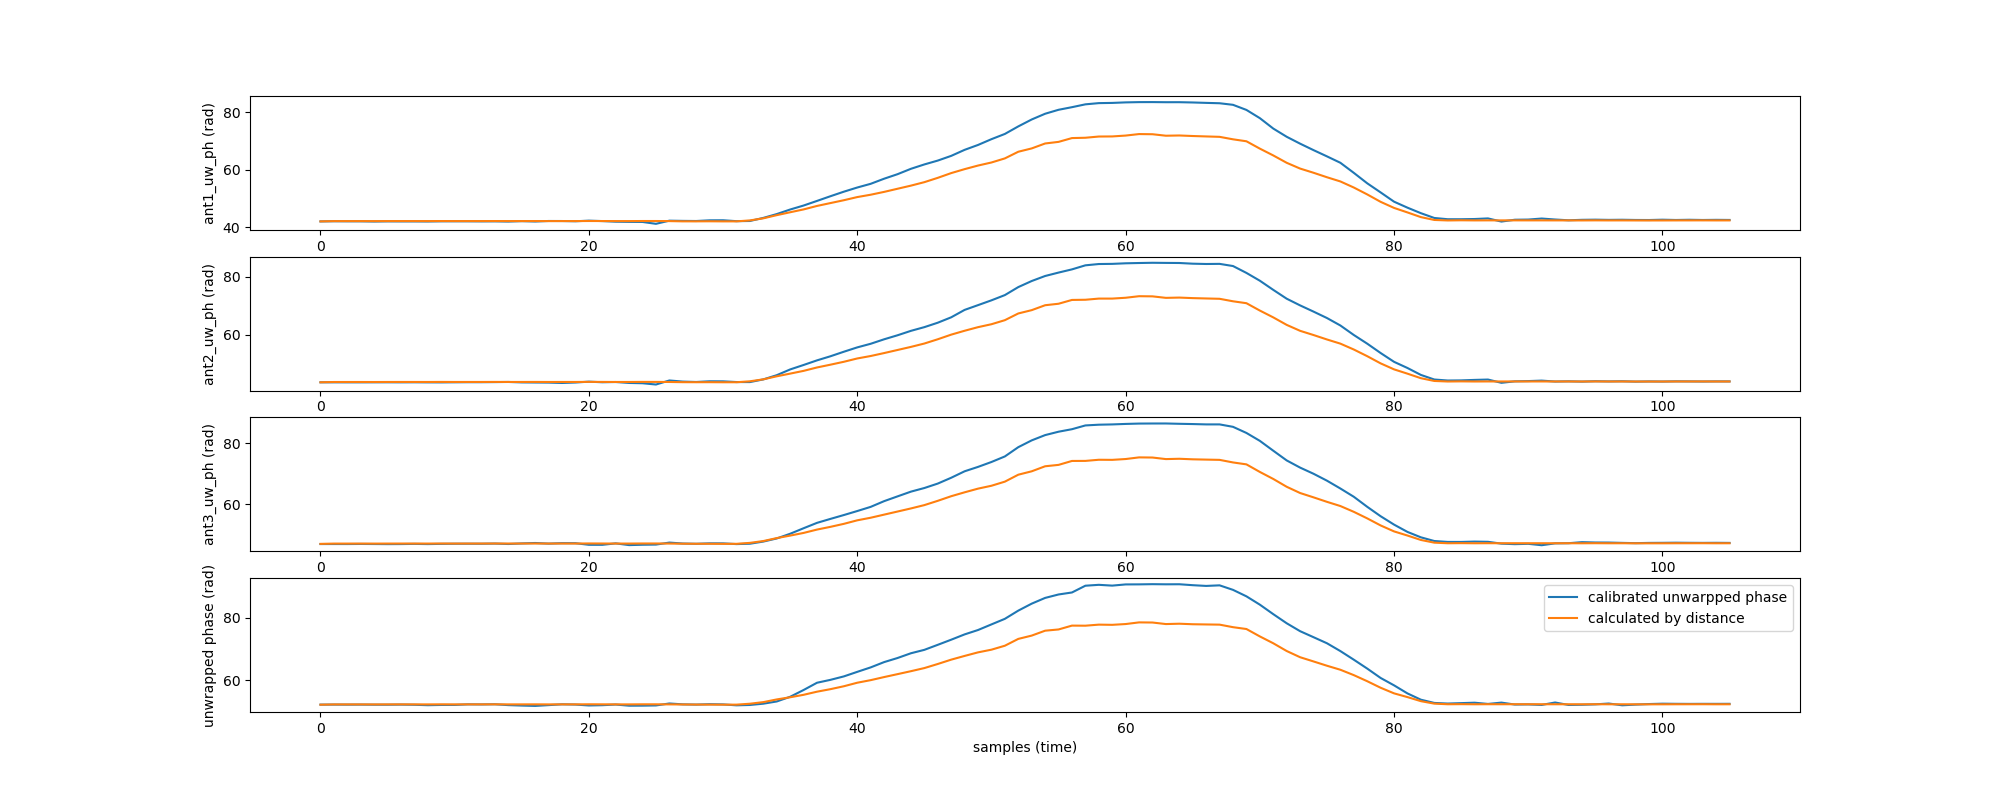 ant1_uw_ph (rad)
80
60
40
0 20 40 60 80 100
ant2_uw_ph (rad)
80
60
0 20 40 60 80 100
ant3_uw_ph (rad)
80
60
0 20 40 60 80 100
unwrapped phase (rad)
80
60
calibrated unwarpped phase
calculated by distance
0 20 40 60 80 100
samples (time)